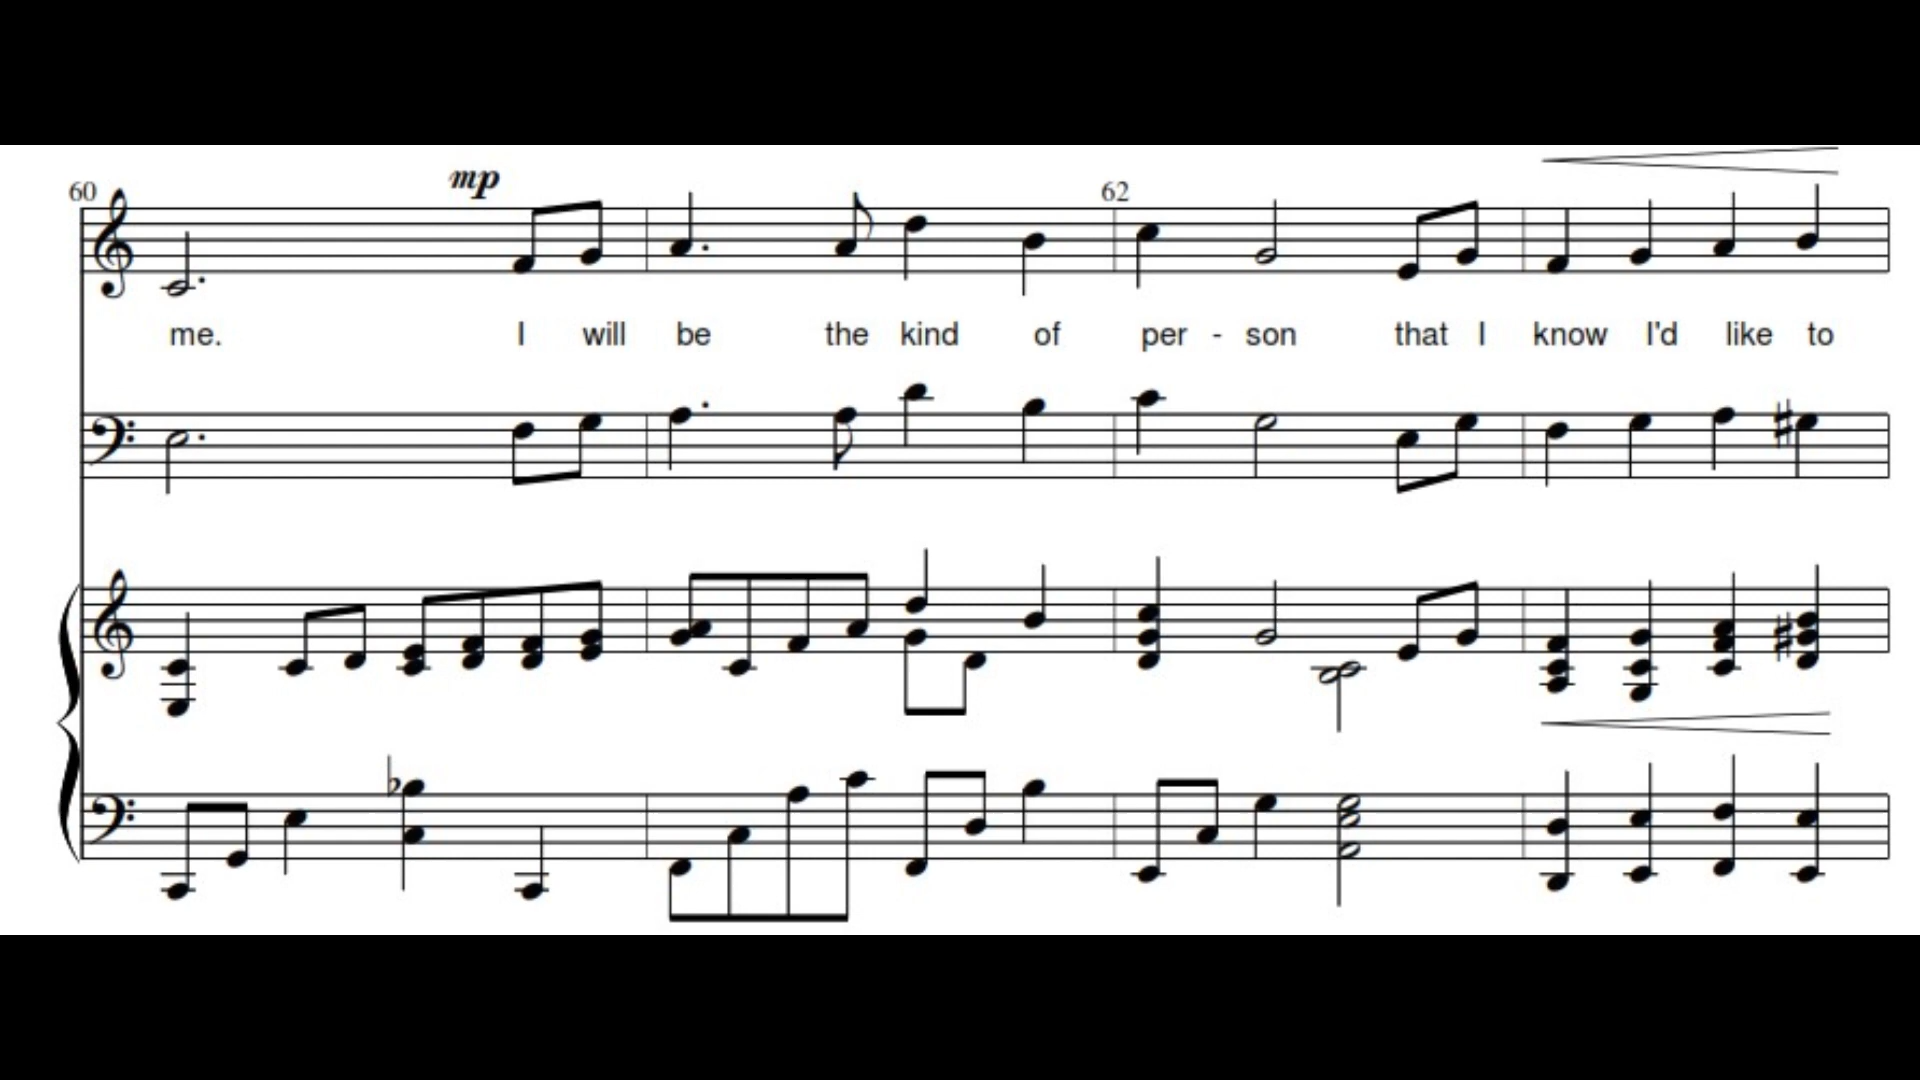 mp
60 62
me. I will be the kind of per - son that I know I'd like to